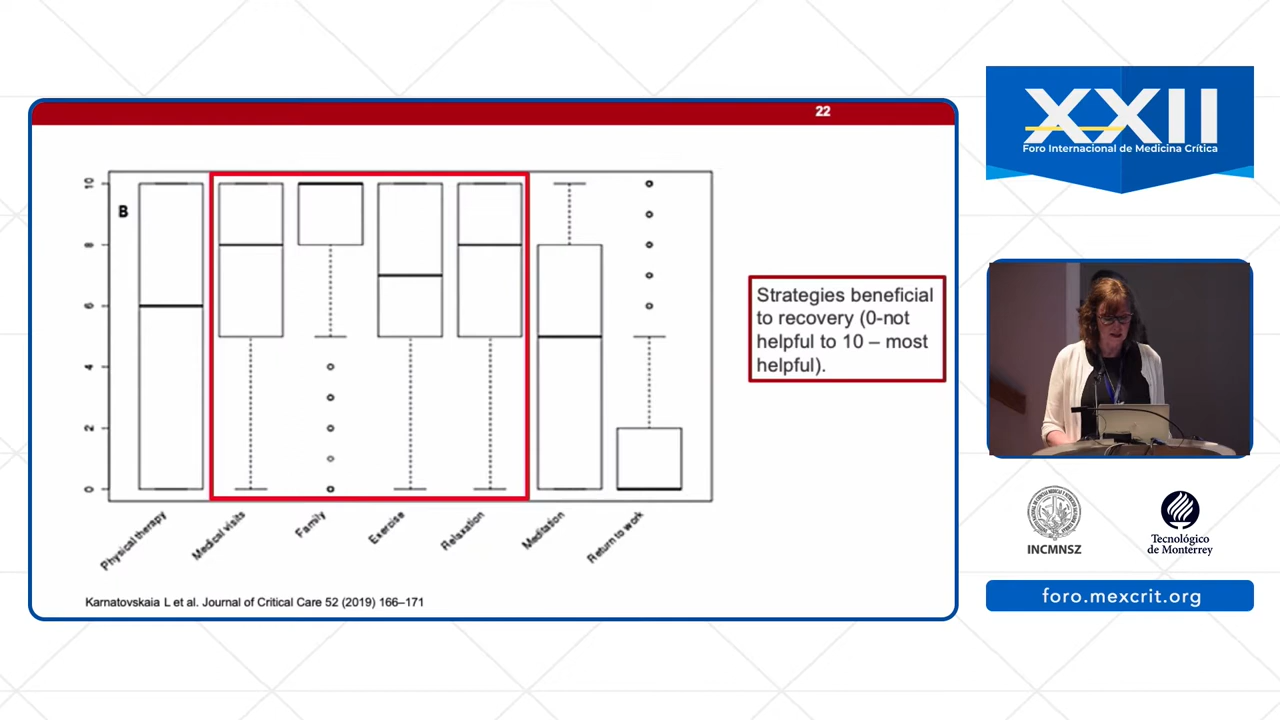 22
10
8
6
4
2
0
B
Physical therapy
Medical visits
Family
Exercise
Relaxation
Meditation
Return to work
Strategies beneficial
to recovery (0-not
helpful to 10 – most
helpful).
Karnatovskaia L et al. Journal of Critical Care 52 (2019) 166–171
XXII
Foro Internacional de Medicina Crítica
INCMNSZ
Tecnológico
de Monterrey
foro.mexcrit.org